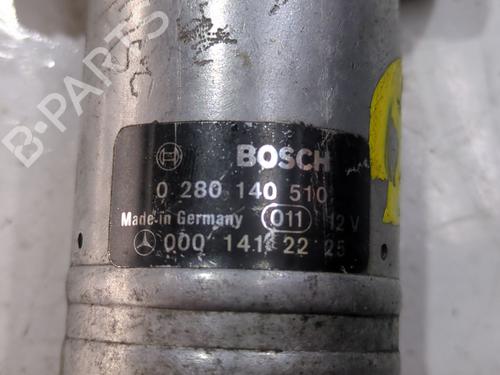 B-PARTS
BOSCH
0 280 140 510
Made in Germany 011 12 V
000 141 22 25